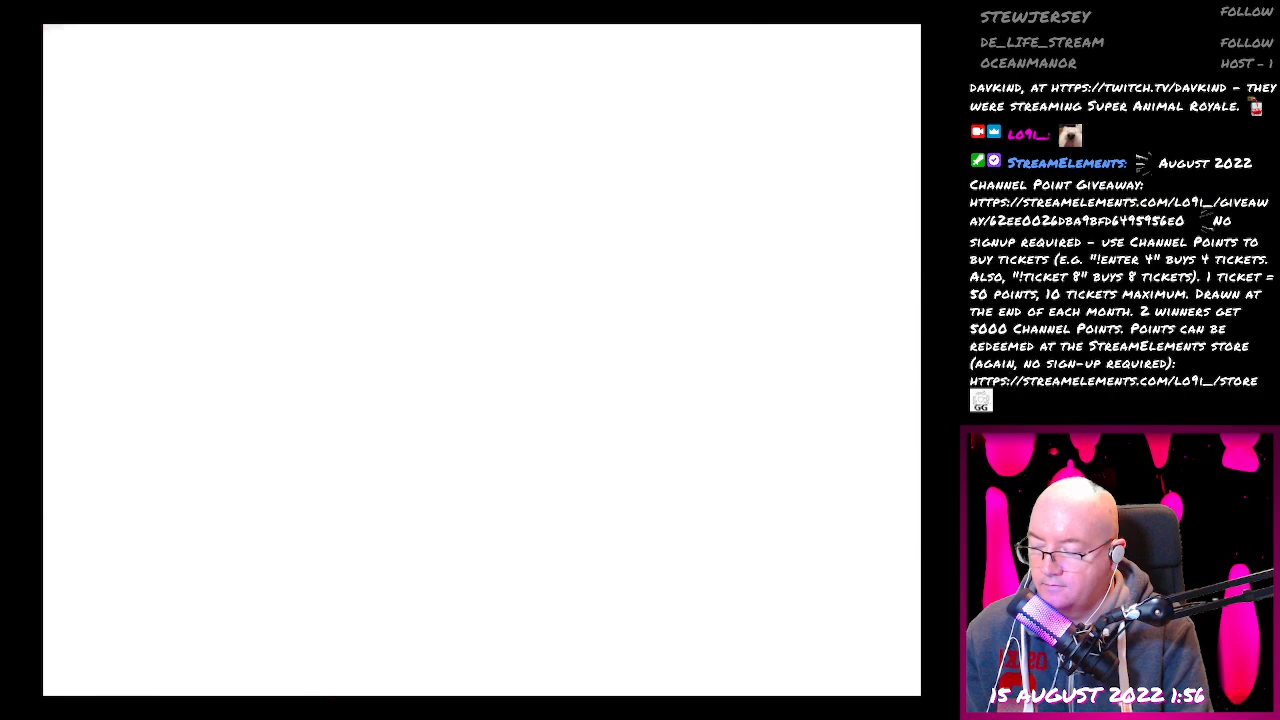 STEWJERSEY FOLLOW
DE_LIFE_STREAM FOLLOW
OCEANMANOR HOST - 1
DAVKIND, AT HTTPS://TWITCH.TV/DAVKIND - THEY
WERE STREAMING SUPER ANIMAL ROYALE.
LO9I_:
STREAMELEMENTS: AUGUST 2022
CHANNEL POINT GIVEAWAY:
HTTPS://STREAMELEMENTS.COM/LO9I_/GIVEAW
AY/62EE0026DBA9BFD6495956E0 NO
SIGNUP REQUIRED - USE CHANNEL POINTS TO
BUY TICKETS (E.G. "!ENTER 4" BUYS 4 TICKETS.
ALSO, "!TICKET 8" BUYS 8 TICKETS). 1 TICKET =
50 POINTS, 10 TICKETS MAXIMUM. DRAWN AT
THE END OF EACH MONTH. 2 WINNERS GET
5000 CHANNEL POINTS. POINTS CAN BE
REDEEMED AT THE STREAMELEMENTS STORE
(AGAIN, NO SIGN-UP REQUIRED):
HTTPS://STREAMELEMENTS.COM/LO9I_/STORE
GG
15 AUGUST 2022 1:56